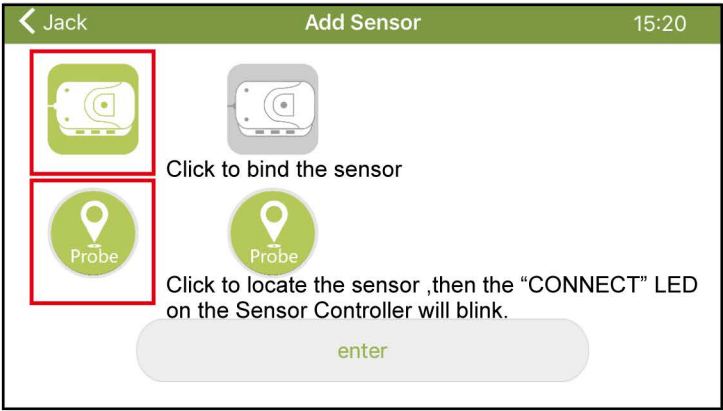 Jack Add Sensor 15:20
Click to bind the sensor
Probe Probe
Click to locate the sensor ,then the “CONNECT” LED
on the Sensor Controller will blink.
enter